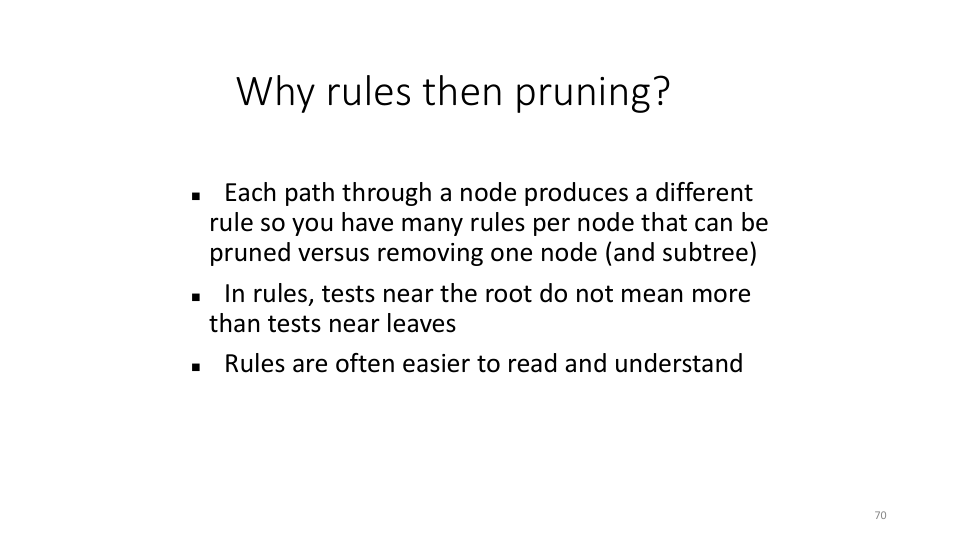 Why rules then pruning?
▪ Each path through a node produces a different
rule so you have many rules per node that can be
pruned versus removing one node (and subtree)
▪ In rules, tests near the root do not mean more
than tests near leaves
▪ Rules are often easier to read and understand
70